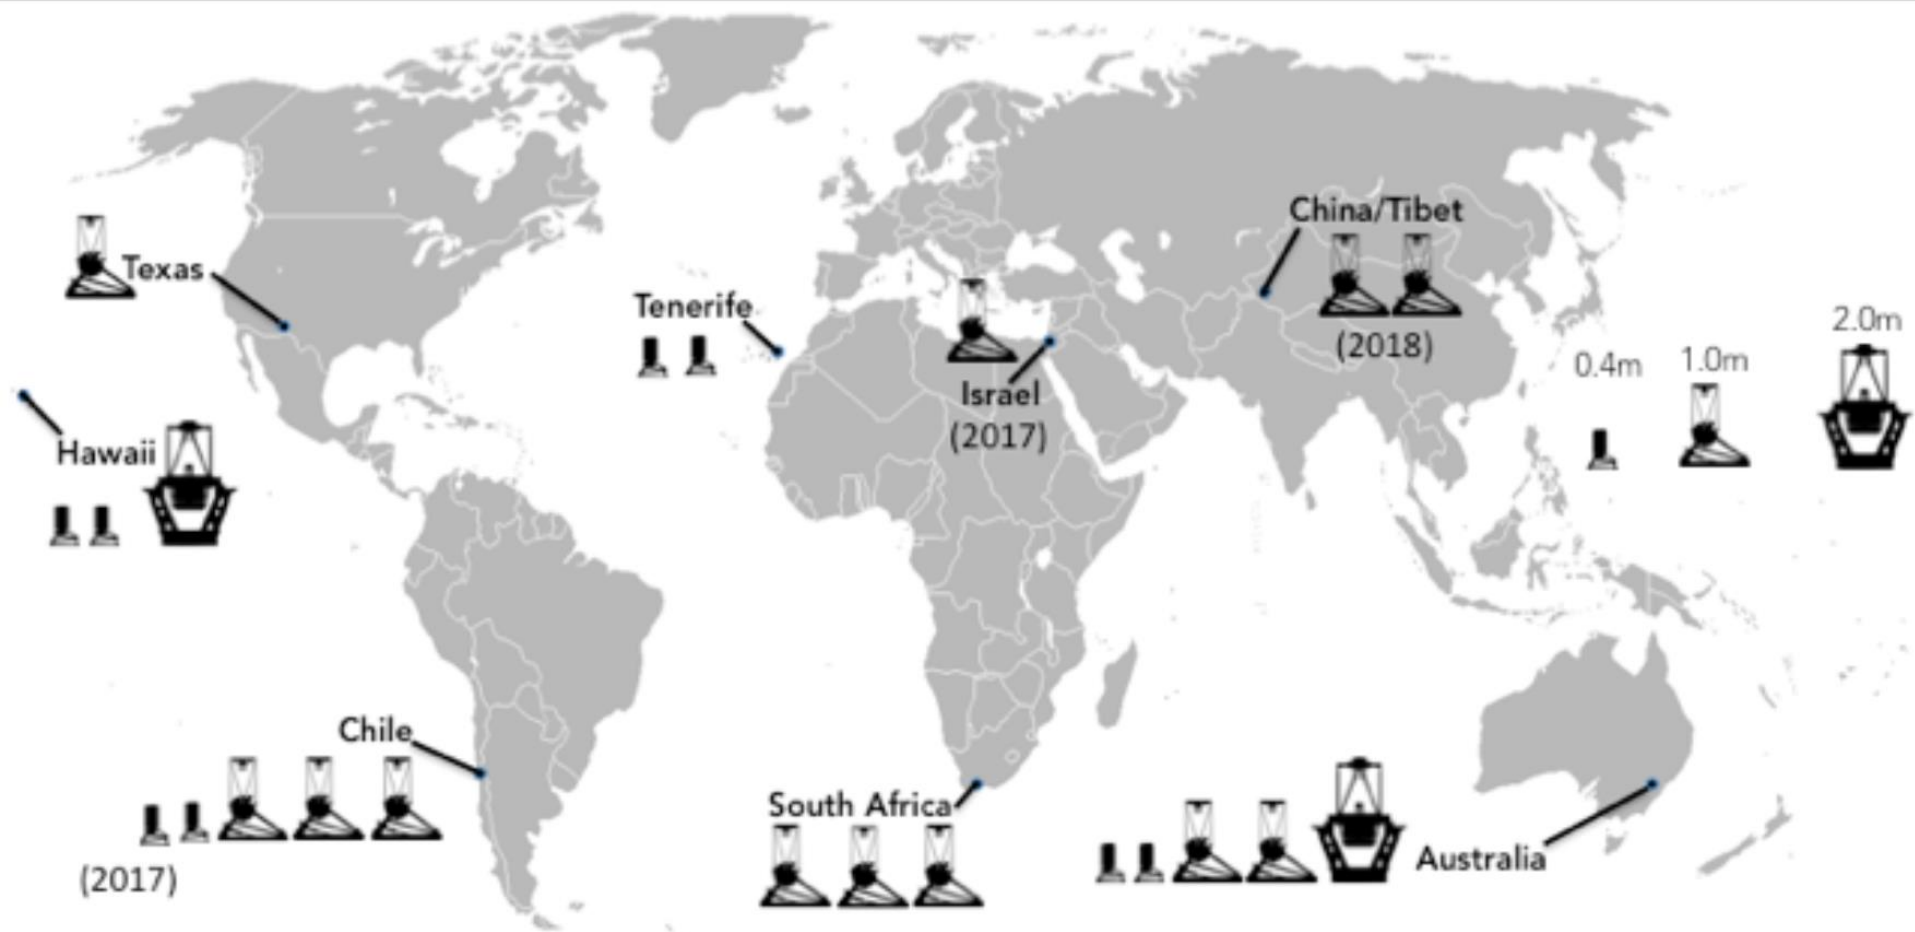 China/Tibet
(2018)
Texas
Tenerife
Israel
(2017)
0.4m
1.0m
2.0m
Hawaii
Chile
(2017)
South Africa
Australia